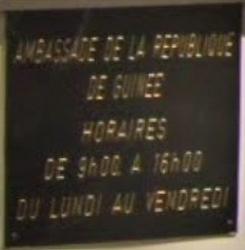 AMBASSADE DE LA REPUBLIQUE
DE GUINEE
HORAIRES
DE 9h00 A 16h00
DU LUNDI AU VENDREDI